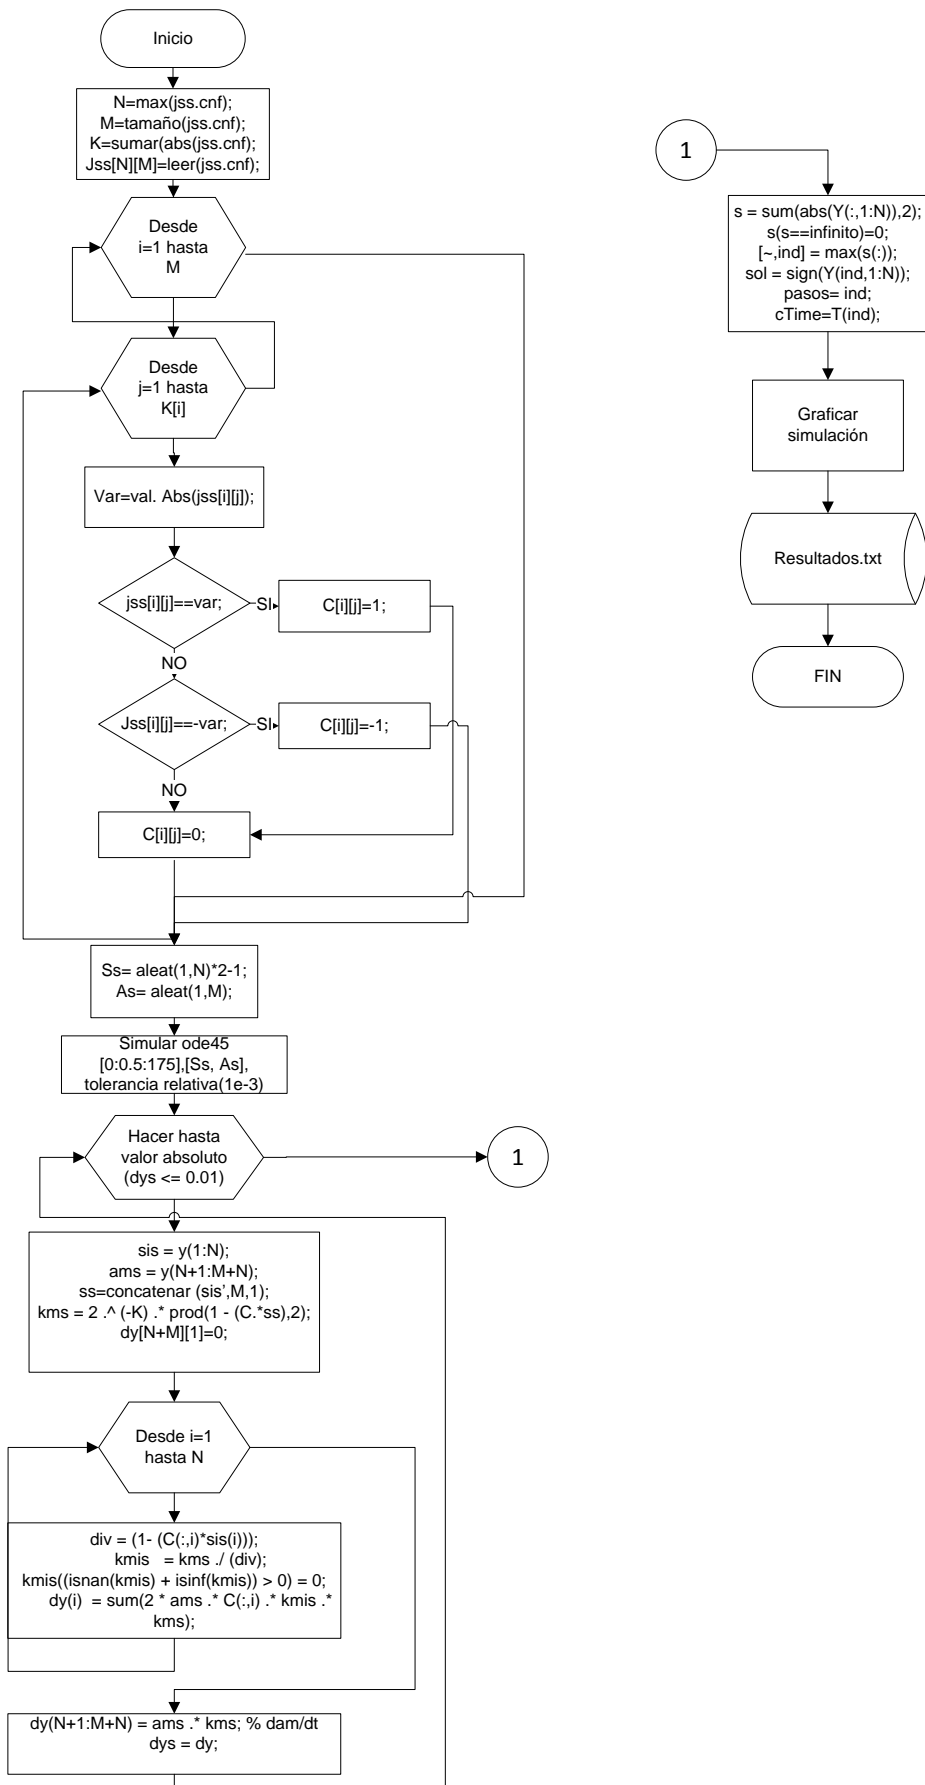 Inicio
N=max(jss.cnf);
M=tamaño(jss.cnf);
K=sumar(abs(jss.cnf);
Jss[N][M]=leer(jss.cnf);
Desde
i=1 hasta
M
Desde
j=1 hasta
K[i]
Var=val. Abs(jss[i][j]);
jss[i][j]==var;
SI
C[i][j]=1;
NO
Jss[i][j]==-var;
SI
C[i][j]=-1;
NO
C[i][j]=0;
Ss= aleat(1,N)*2-1;
As= aleat(1,M);
Simular ode45
[0:0.5:175],[Ss, As],
tolerancia relativa(1e-3)
Hacer hasta
valor absoluto
(dys <= 0.01)
1
sis = y(1:N);
ams = y(N+1:M+N);
ss=concatenar (sis’,M,1);
kms = 2 .^ (-K) .* prod(1 - (C.*ss),2);
dy[N+M][1]=0;
Desde i=1
hasta N
div = (1- (C(:,i)*sis(i)));
kmis = kms ./ (div);
kmis((isnan(kmis) + isinf(kmis)) > 0) = 0;
dy(i) = sum(2 * ams .* C(:,i) .* kmis .*
kms);
dy(N+1:M+N) = ams .* kms; % dam/dt
dys = dy;
1
s = sum(abs(Y(:,1:N)),2);
s(s==infinito)=0;
[~,ind] = max(s(:));
sol = sign(Y(ind,1:N));
pasos= ind;
cTime=T(ind);
Graficar
simulación
Resultados.txt
FIN